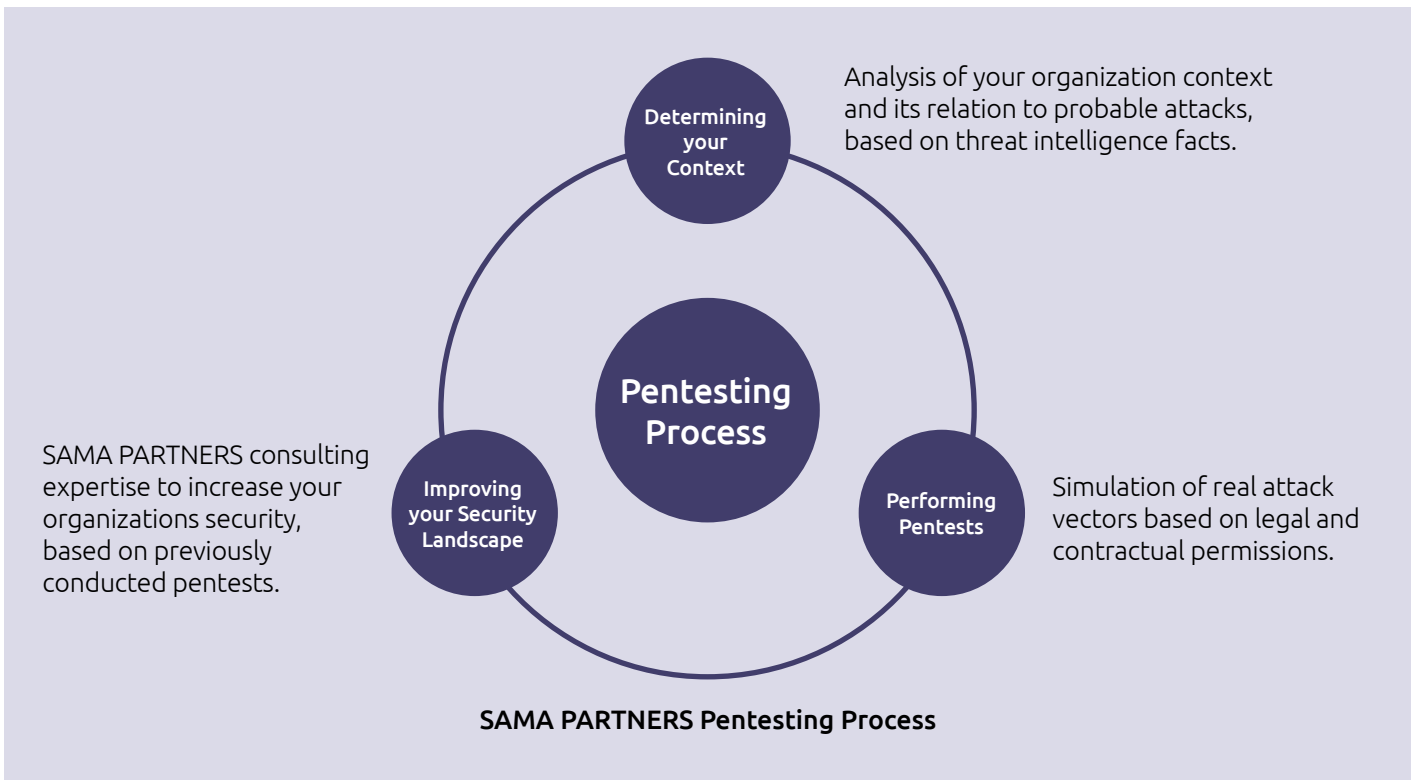 Determining
your
Context
Analysis of your organization context
and its relation to probable attacks,
based on threat intelligence facts.
Pentesting
Process
SAMA PARTNERS consulting
expertise to increase your
organizations security,
based on previously
conducted pentests.
Improving
your Security
Landscape
Performing
Pentests
Simulation of real attack
vectors based on legal and
contractual permissions.
SAMA PARTNERS Pentesting Process